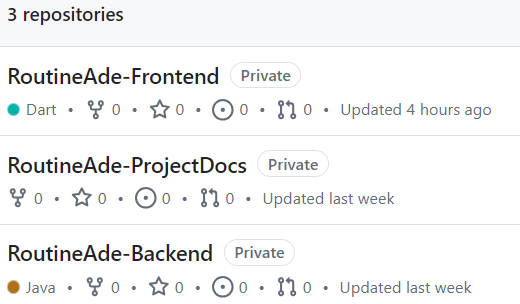 3 repositories
RoutineAde-Frontend Private
Dart • 0 • 0 • 0 • 0 • Updated 4 hours ago
RoutineAde-ProjectDocs Private
0 • 0 • 0 • 0 • Updated last week
RoutineAde-Backend Private
Java • 0 • 0 • 0 • 0 • Updated last week